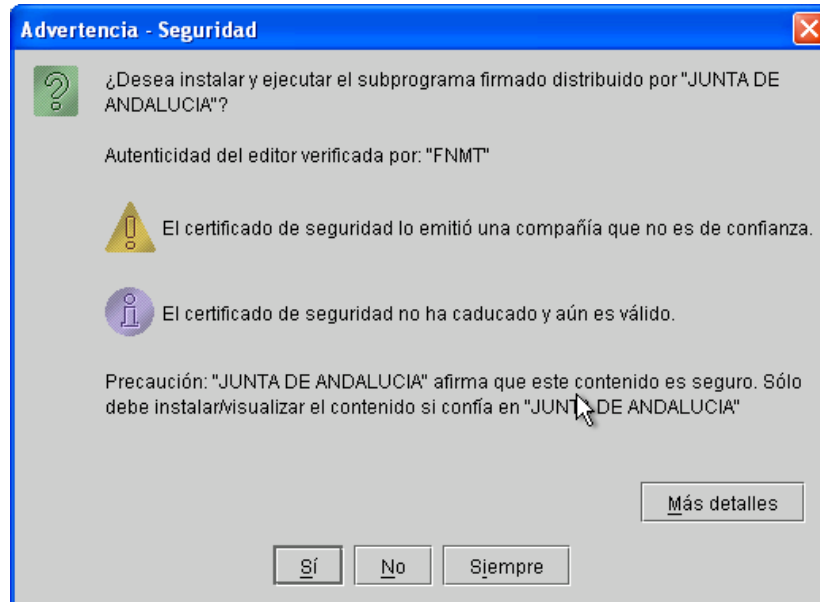 Advertencia - Seguridad
¿Desea instalar y ejecutar el subprograma firmado distribuido por "JUNTA DE
ANDALUCIA"?
Autenticidad del editor verificada por: "FNMT"
El certificado de seguridad lo emitió una compañía que no es de confianza.
El certificado de seguridad no ha caducado y aún es válido.
Precaución: "JUNTA DE ANDALUCIA" afirma que este contenido es seguro. Sólo
debe instalar/visualizar el contenido si confía en "JUNTA DE ANDALUCIA"
Más detalles
Sí No Siempre